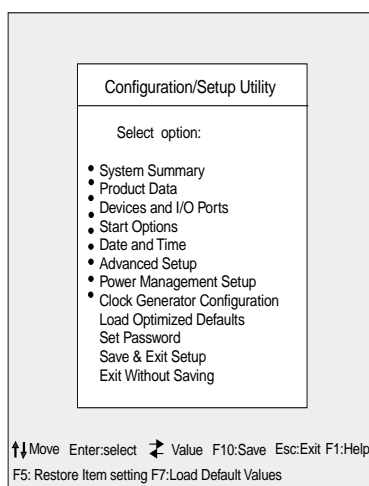 Configuration/Setup Utility
Select option:
• System Summary
• Product Data
• Devices and I/O Ports
• Start Options
• Date and Time
• Advanced Setup
• Power Management Setup
• Clock Generator Configuration
Load Optimized Defaults
Set Password
Save & Exit Setup
Exit Without Saving
Move Enter:select Value F10:Save Esc:Exit F1:Help
F5: Restore Item setting F7:Load Default Values